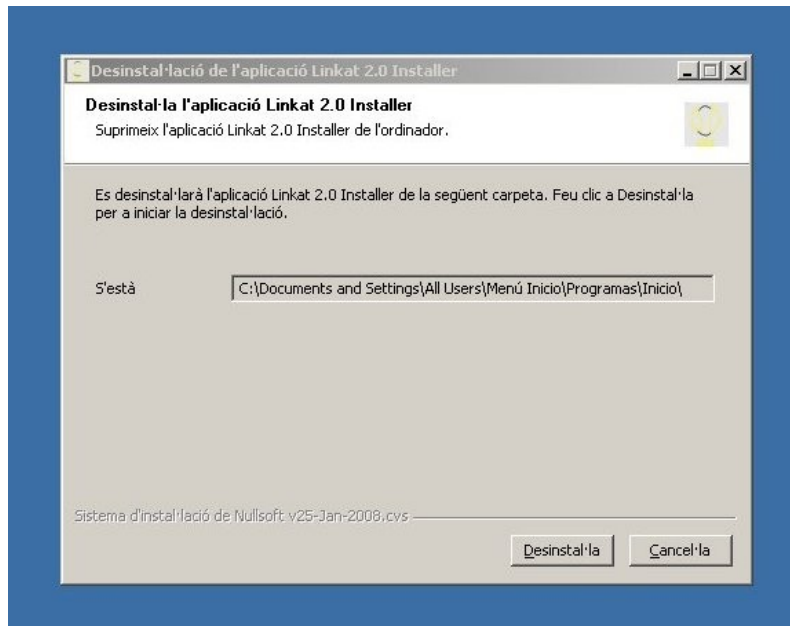 Desinstal·lació de l'aplicació Linkat 2.0 Installer
Desinstal·la l'aplicació Linkat 2.0 Installer
Suprimeix l'aplicació Linkat 2.0 Installer de l'ordinador.
Es desinstal·larà l'aplicació Linkat 2.0 Installer de la següent carpeta. Feu clic a Desinstal·la
per a iniciar la desinstal·lació.
S'està C:\Documents and Settings\All Users\Menú Inicio\Programas\Inicio\
Sistema d'instal·lació de Nullsoft v25-Jan-2008.cvs
Desinstal·la Cancel·la